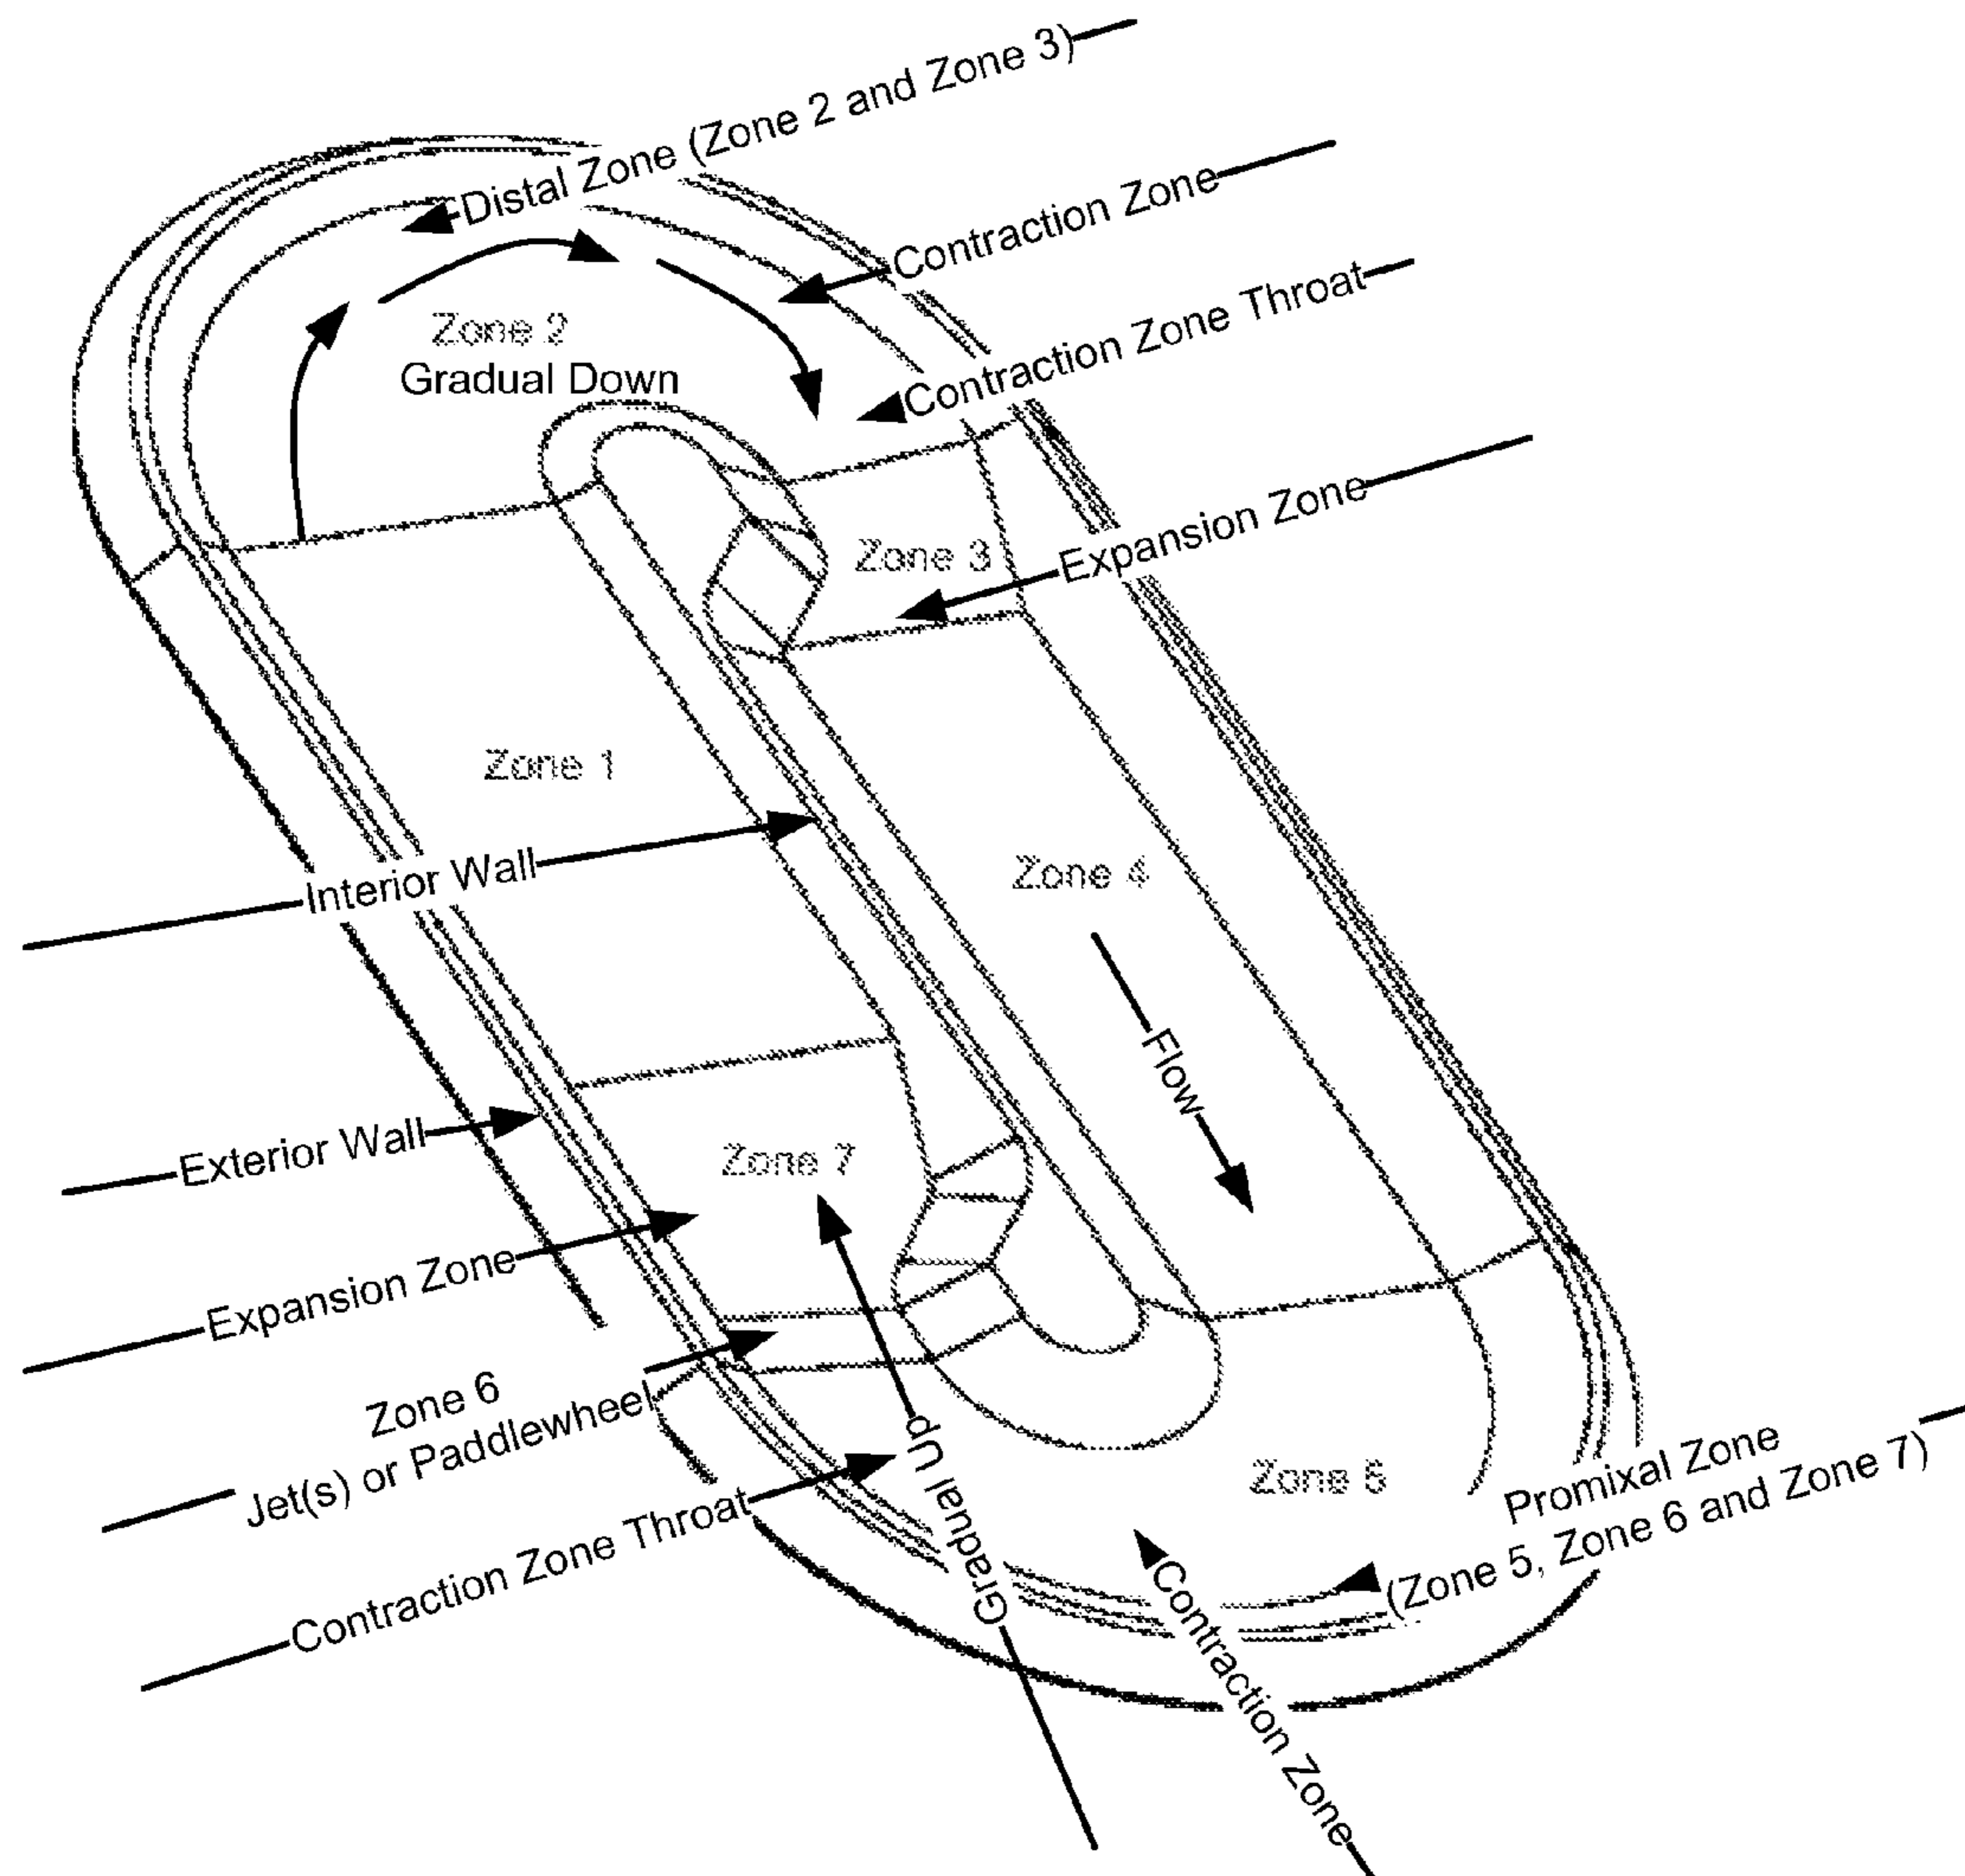 Distal Zone (Zone 2 and Zone 3)
Contraction Zone
Contraction Zone Throat
Zone 2
Gradual Down
Expansion Zone
Zone 3
Zone 1
Interior Wall
Zone 4
Flow
Exterior Wall
Zone 7
Expansion Zone
Zone 6
Jet(s) or Paddlewheel
Gradual Up
Contraction Zone Throat
Zone 5
Promixal Zone
(Zone 5, Zone 6 and Zone 7)
Contraction Zone